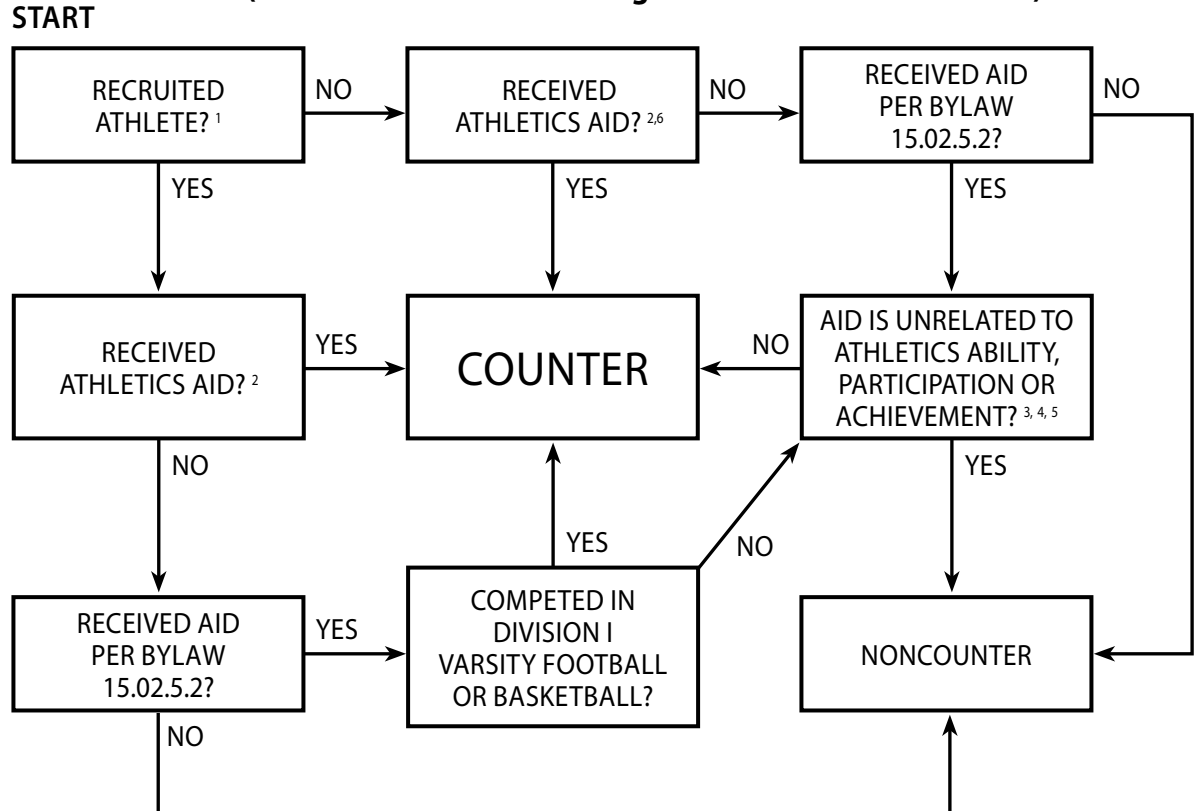 START
RECRUITED
ATHLETE? 1
NO
RECEIVED
ATHLETICS AID? 2,6
NO
RECEIVED AID
PER BYLAW
15.02.5.2?
NO
YES
YES
YES
RECEIVED
ATHLETICS AID? 2
YES
COUNTER
NO
AID IS UNRELATED TO
ATHLETICS ABILITY,
PARTICIPATION OR
ACHIEVEMENT? 3, 4, 5
NO
YES
YES
NO
RECEIVED AID
PER BYLAW
15.02.5.2?
YES
COMPETED IN
DIVISION I
VARSITY FOOTBALL
OR BASKETBALL?
NONCOUNTER
NO